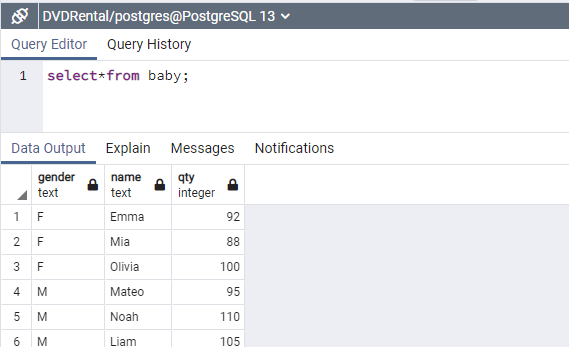 DVDRental/postgres@PostgreSQL 13
Query Editor Query History
1 select*from baby;
Data Output Explain Messages Notifications
gender name qty
text text integer
1 F Emma 92
2 F Mia 88
3 F Olivia 100
4 M Mateo 95
5 M Noah 110
6 M Liam 105